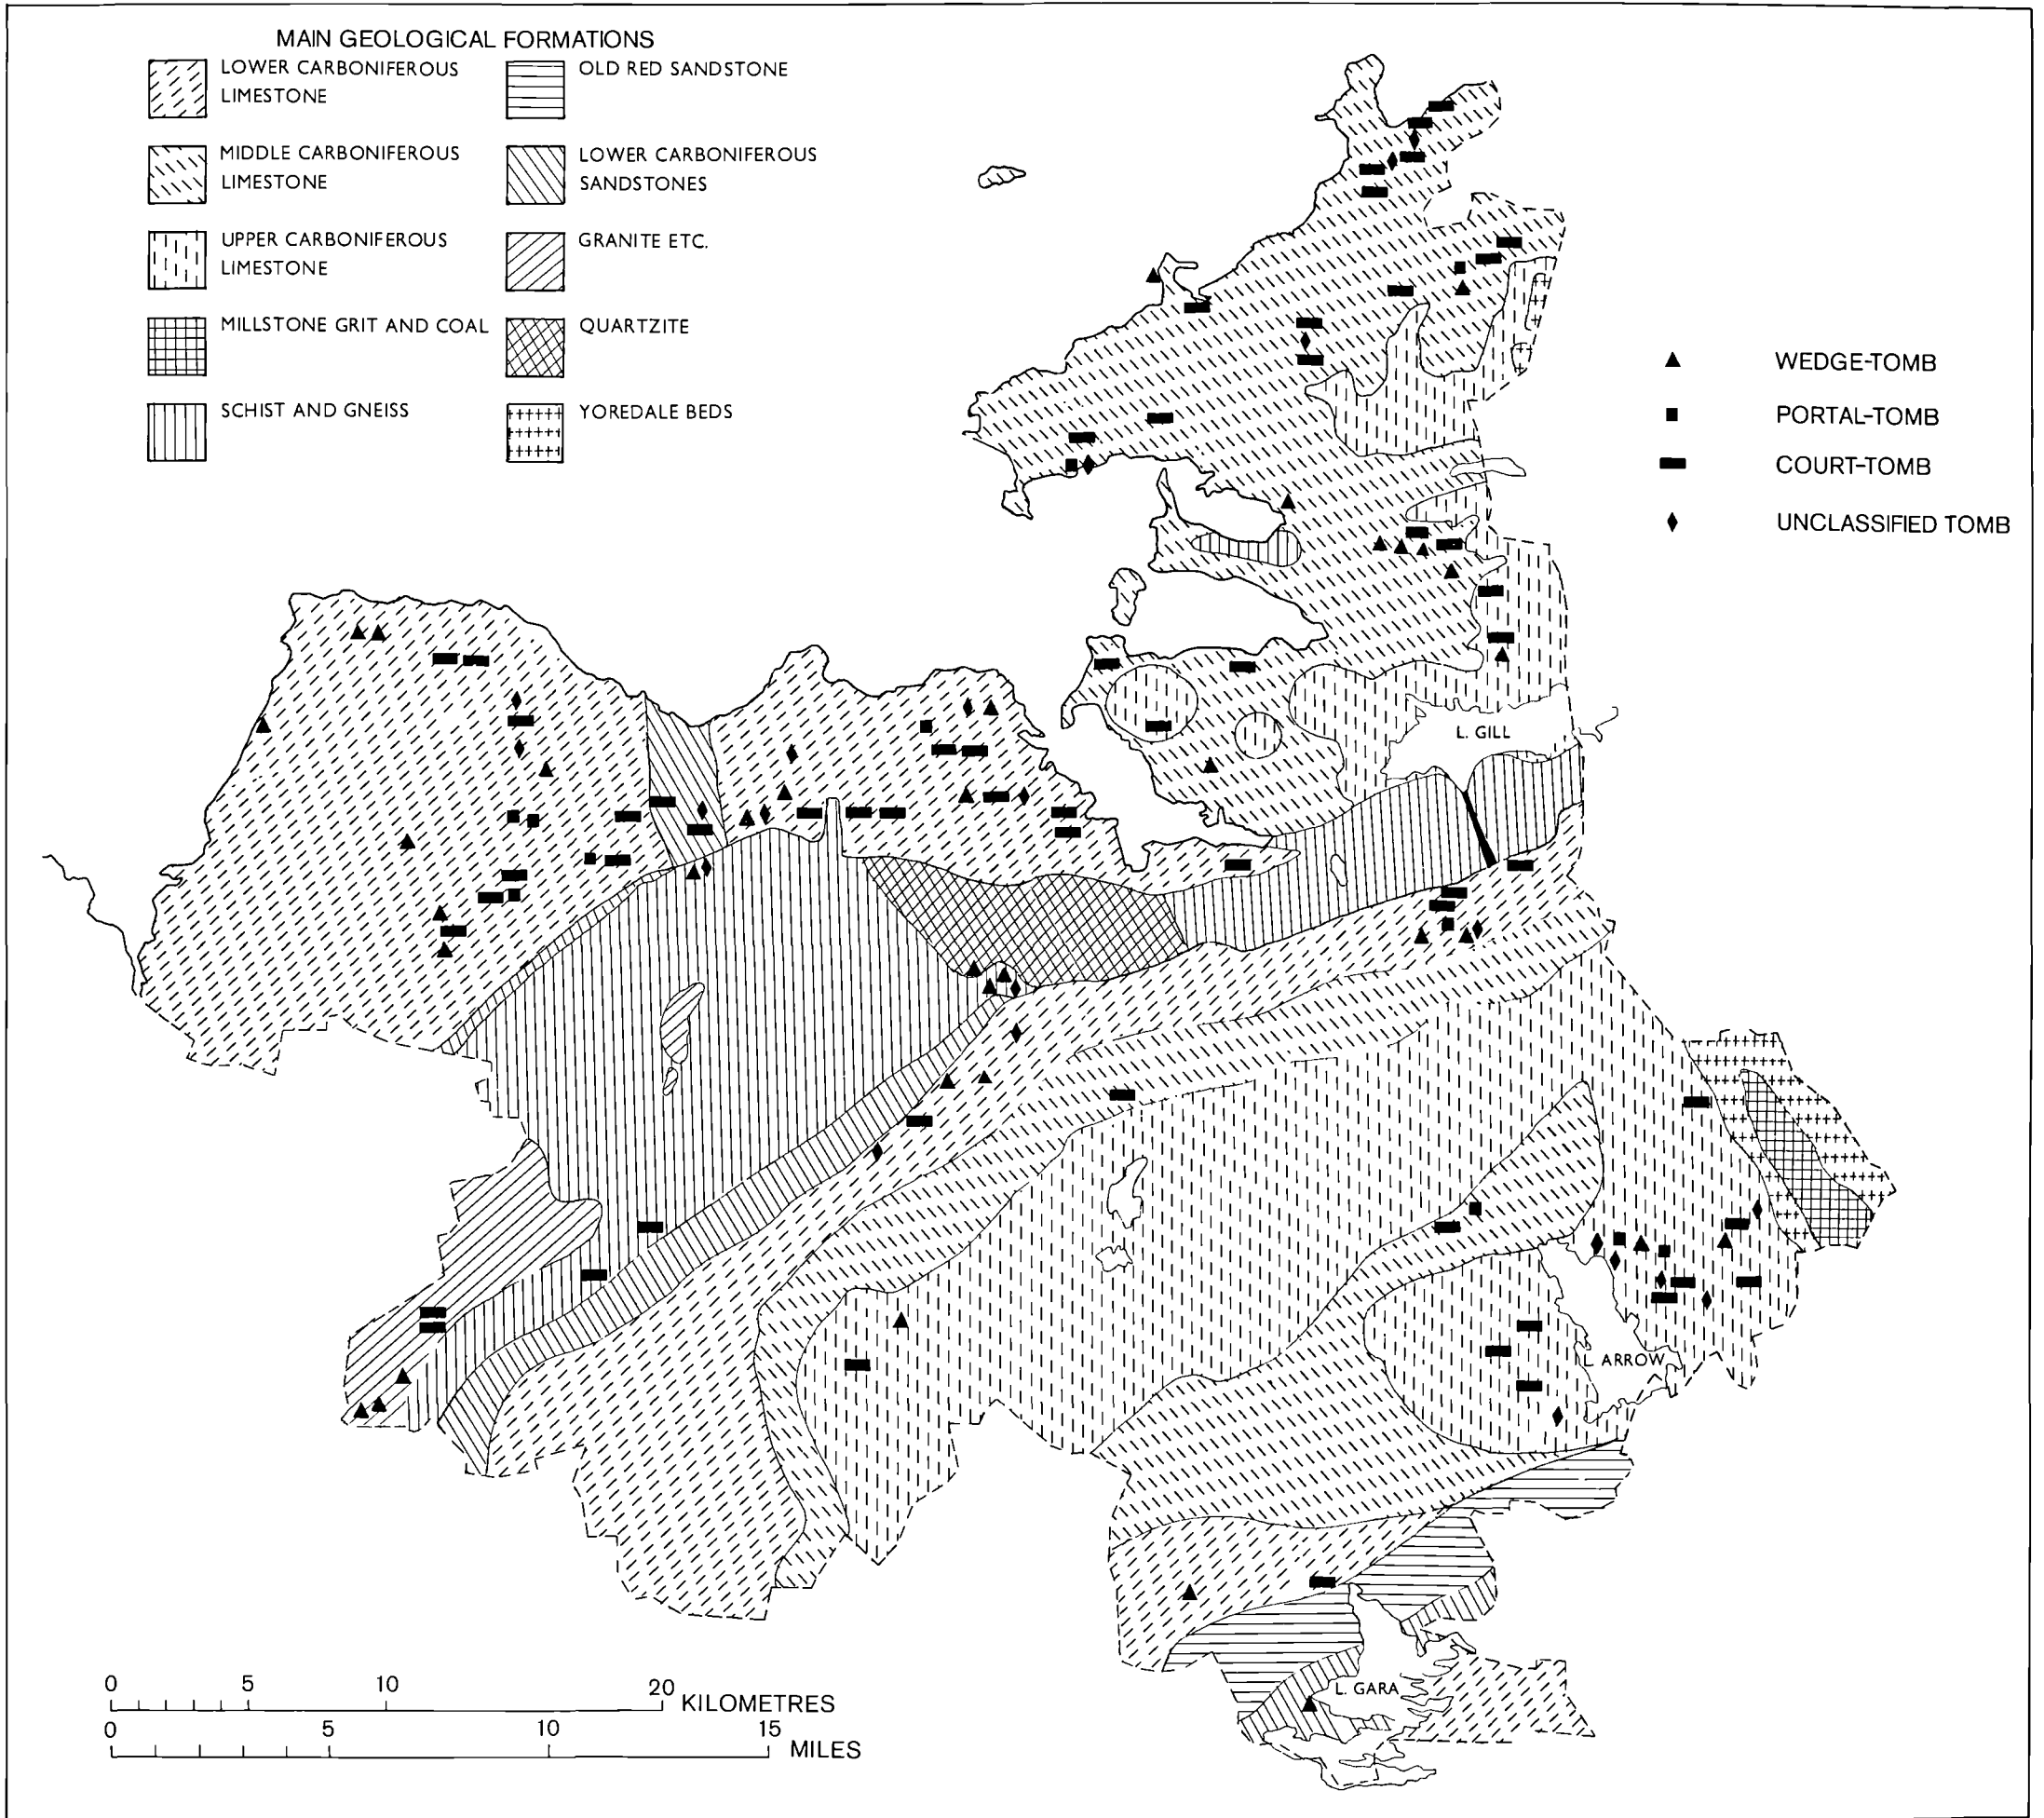 MAIN GEOLOGICAL FORMATIONS
LOWER CARBONIFEROUS
LIMESTONE
MIDDLE CARBONIFEROUS
LIMESTONE
UPPER CARBONIFEROUS
LIMESTONE
MILLSTONE GRIT AND COAL
SCHIST AND GNEISS
OLD RED SANDSTONE
LOWER CARBONIFEROUS
SANDSTONES
GRANITE ETC.
QUARTZITE
YOREDALE BEDS
WEDGE-TOMB
PORTAL-TOMB
COURT-TOMB
UNCLASSIFIED TOMB
L. GILL
L. ARROW
L. GARA
0 5 10 20 KILOMETRES
0 5 10 15 MILES